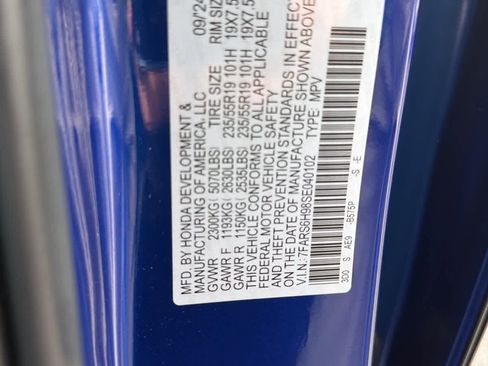 MFD. BY HONDA DEVELOPMENT & 09/24
MANUFACTURING OF AMERICA, LLC
GVWR 2300KG (5070LBS) TIRE SIZE RIM SIZE
GAWR F 1193KG (2630LBS) 235/55R19 101H 19X7.5
GAWR R 1150KG (2535LBS) 235/55R19 101H 19X7.5
THIS VEHICLE CONFORMS TO ALL APPLICABLE
FEDERAL MOTOR VEHICLE SAFETY
AND THEFT PREVENTION STANDARDS IN EFFECT
ON THE DATE OF MANUFACTURE SHOWN ABOVE
V.I.N.: 7FARS6H98SE040102 TYPE: MPV
3D0 S AE9 -B575P -S -E